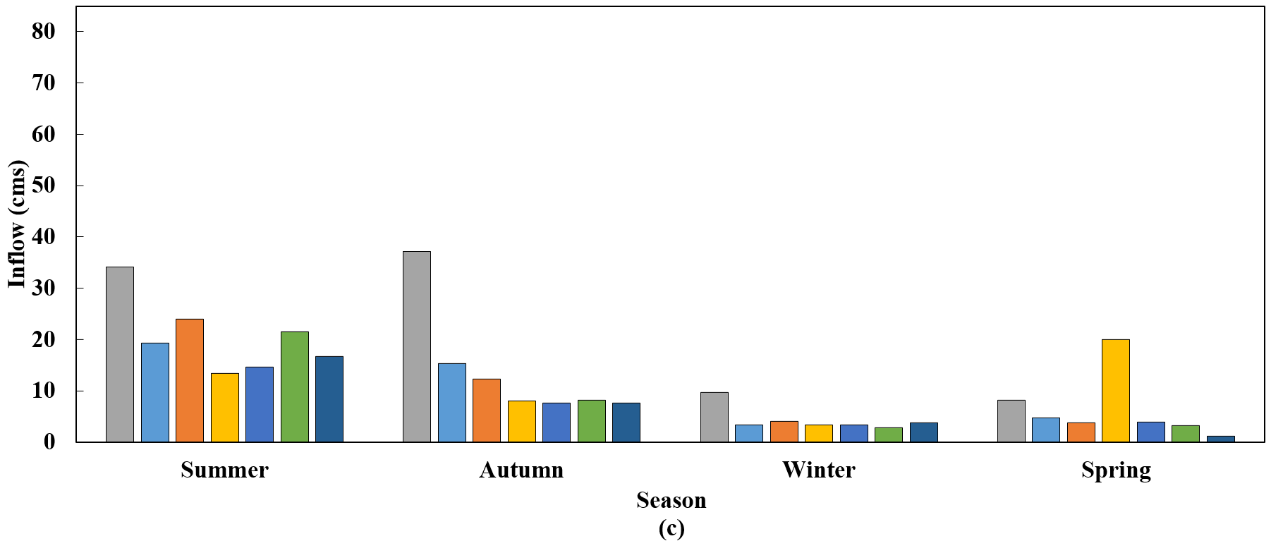 80
70
60
50
40
30
20
10
0
Inflow (cms)
Summer
Autumn
Winter
Spring
Season
(c)